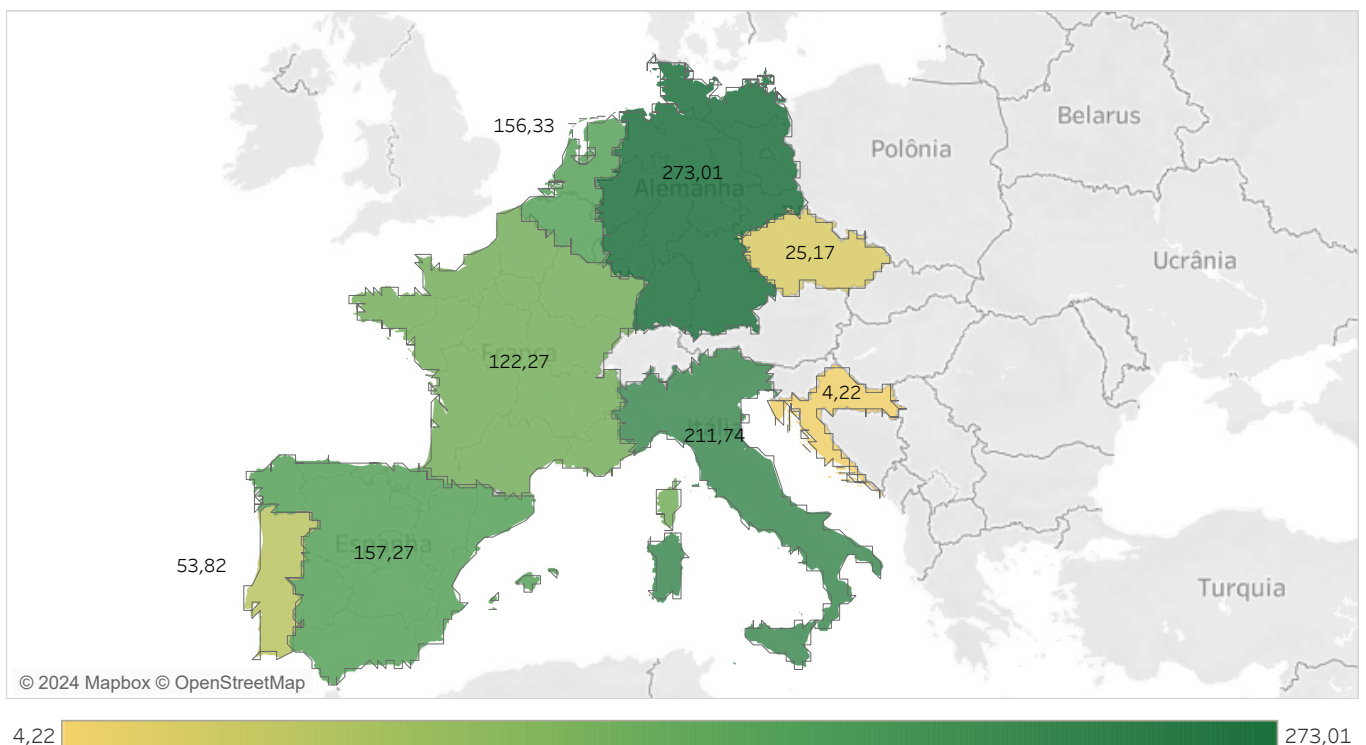 Belarus
156,33
Polônia
273,01
Alemanha
25,17
Ucrânia
França
122,27
4,22
Itália
211,74
Espanha
157,27
53,82
Turquia
© 2024 Mapbox © OpenStreetMap
4,22
273,01